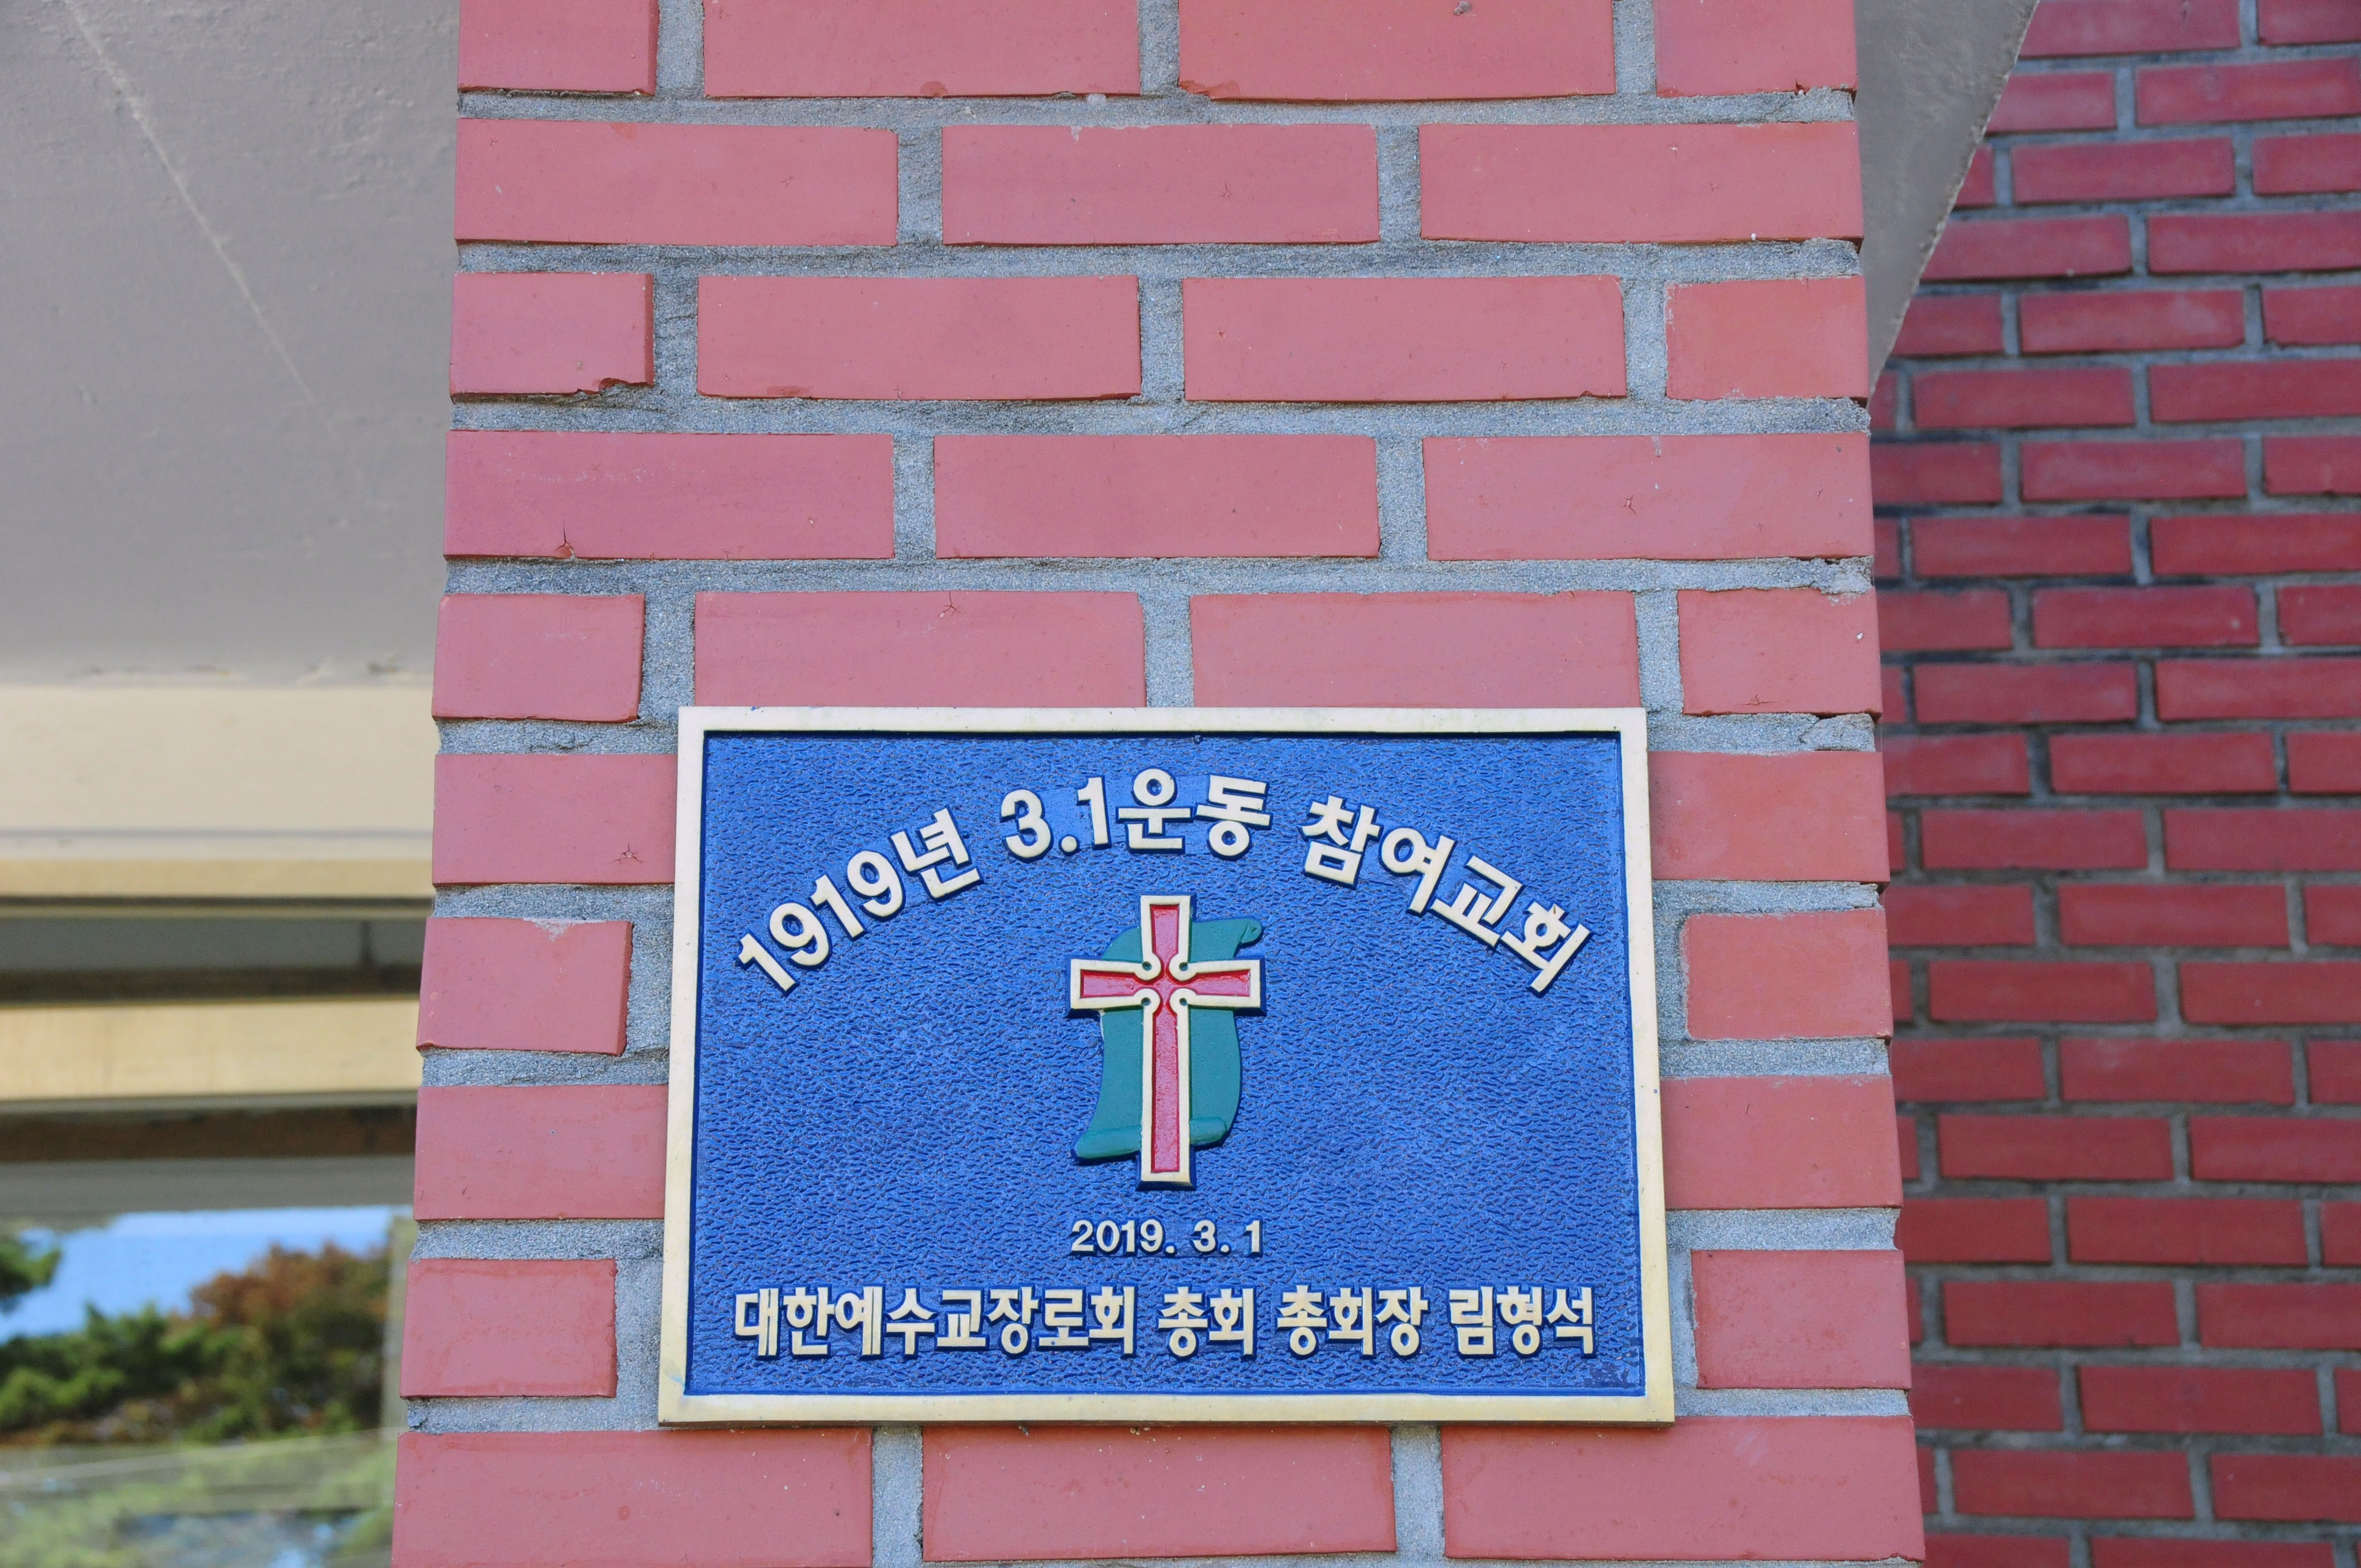 1919년 3.1운동 참여교회
2019. 3. 1
대한예수교장로회 총회 총회장 림형석